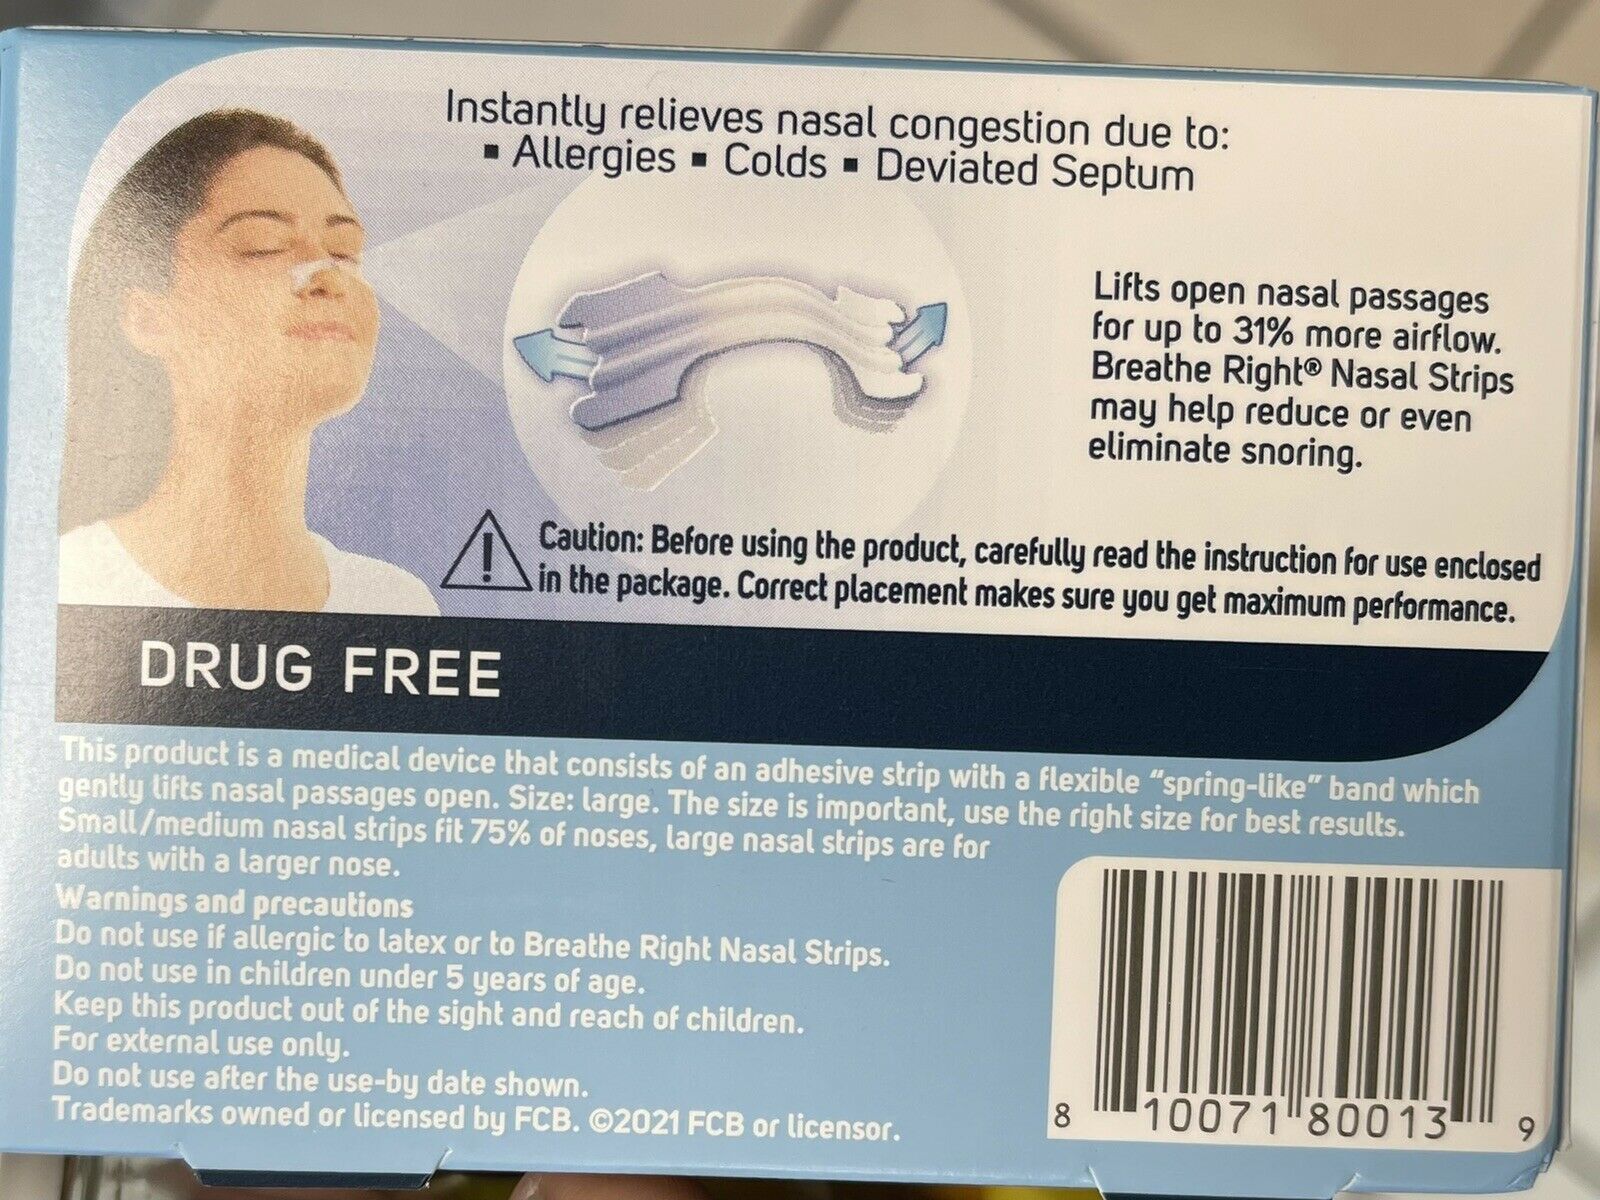 Instantly relieves nasal congestion due to:
▪ Allergies ▪ Colds ▪ Deviated Septum
Lifts open nasal passages
for up to 31% more airflow.
Breathe Right® Nasal Strips
may help reduce or even
eliminate snoring.
Caution: Before using the product, carefully read the instruction for use enclosed
in the package. Correct placement makes sure you get maximum performance.
DRUG FREE
This product is a medical device that consists of an adhesive strip with a flexible “spring-like” band which
gently lifts nasal passages open. Size: large. The size is important, use the right size for best results.
Small/medium nasal strips fit 75% of noses, large nasal strips are for
adults with a larger nose.
Warnings and precautions
Do not use if allergic to latex or to Breathe Right Nasal Strips.
Do not use in children under 5 years of age.
Keep this product out of the sight and reach of children.
For external use only.
Do not use after the use-by date shown.
Trademarks owned or licensed by FCB. ©2021 FCB or licensor.
8 10071 80013 9